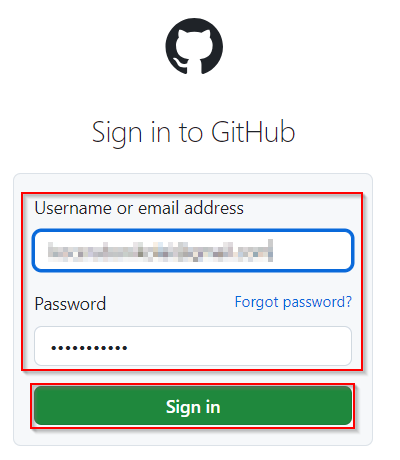 Sign in to GitHub
Username or email address
Password Forgot password?
Sign in